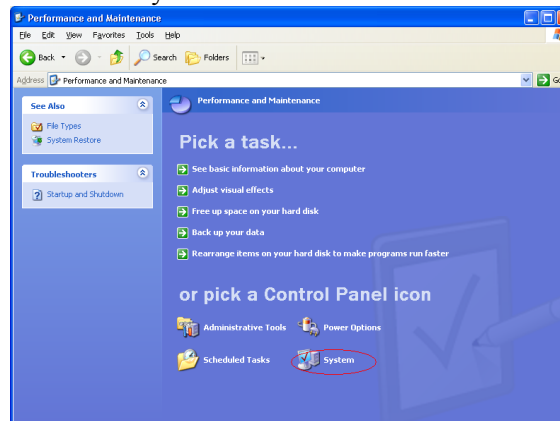 Performance and Maintenance
File Edit View Favorites Tools Help
Back Search Folders
Address Performance and Maintenance
See Also
File Types
System Restore
Troubleshooters
Startup and Shutdown
Performance and Maintenance
Pick a task...
See basic information about your computer
Adjust visual effects
Free up space on your hard disk
Back up your data
Rearrange items on your hard disk to make programs run faster
or pick a Control Panel icon
Administrative Tools Power Options
Scheduled Tasks System